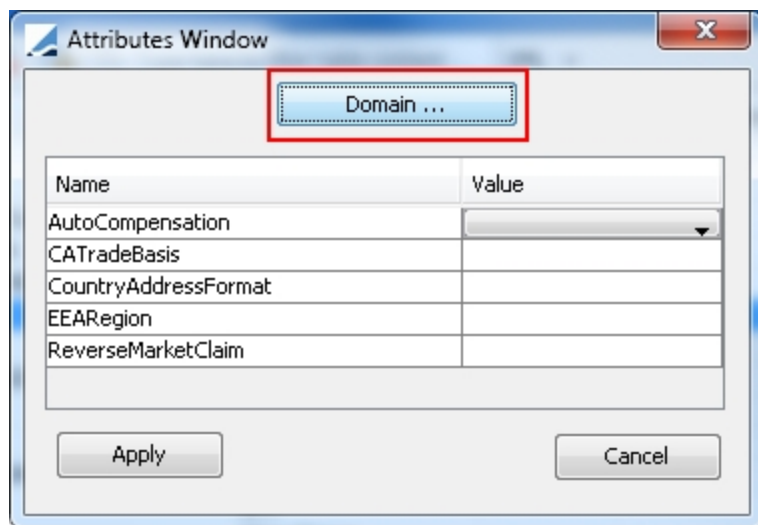 Attributes Window
Domain ...
Name Value
AutoCompensation
CATradeBasis
CountryAddressFormat
EEARegion
ReverseMarketClaim
Apply Cancel